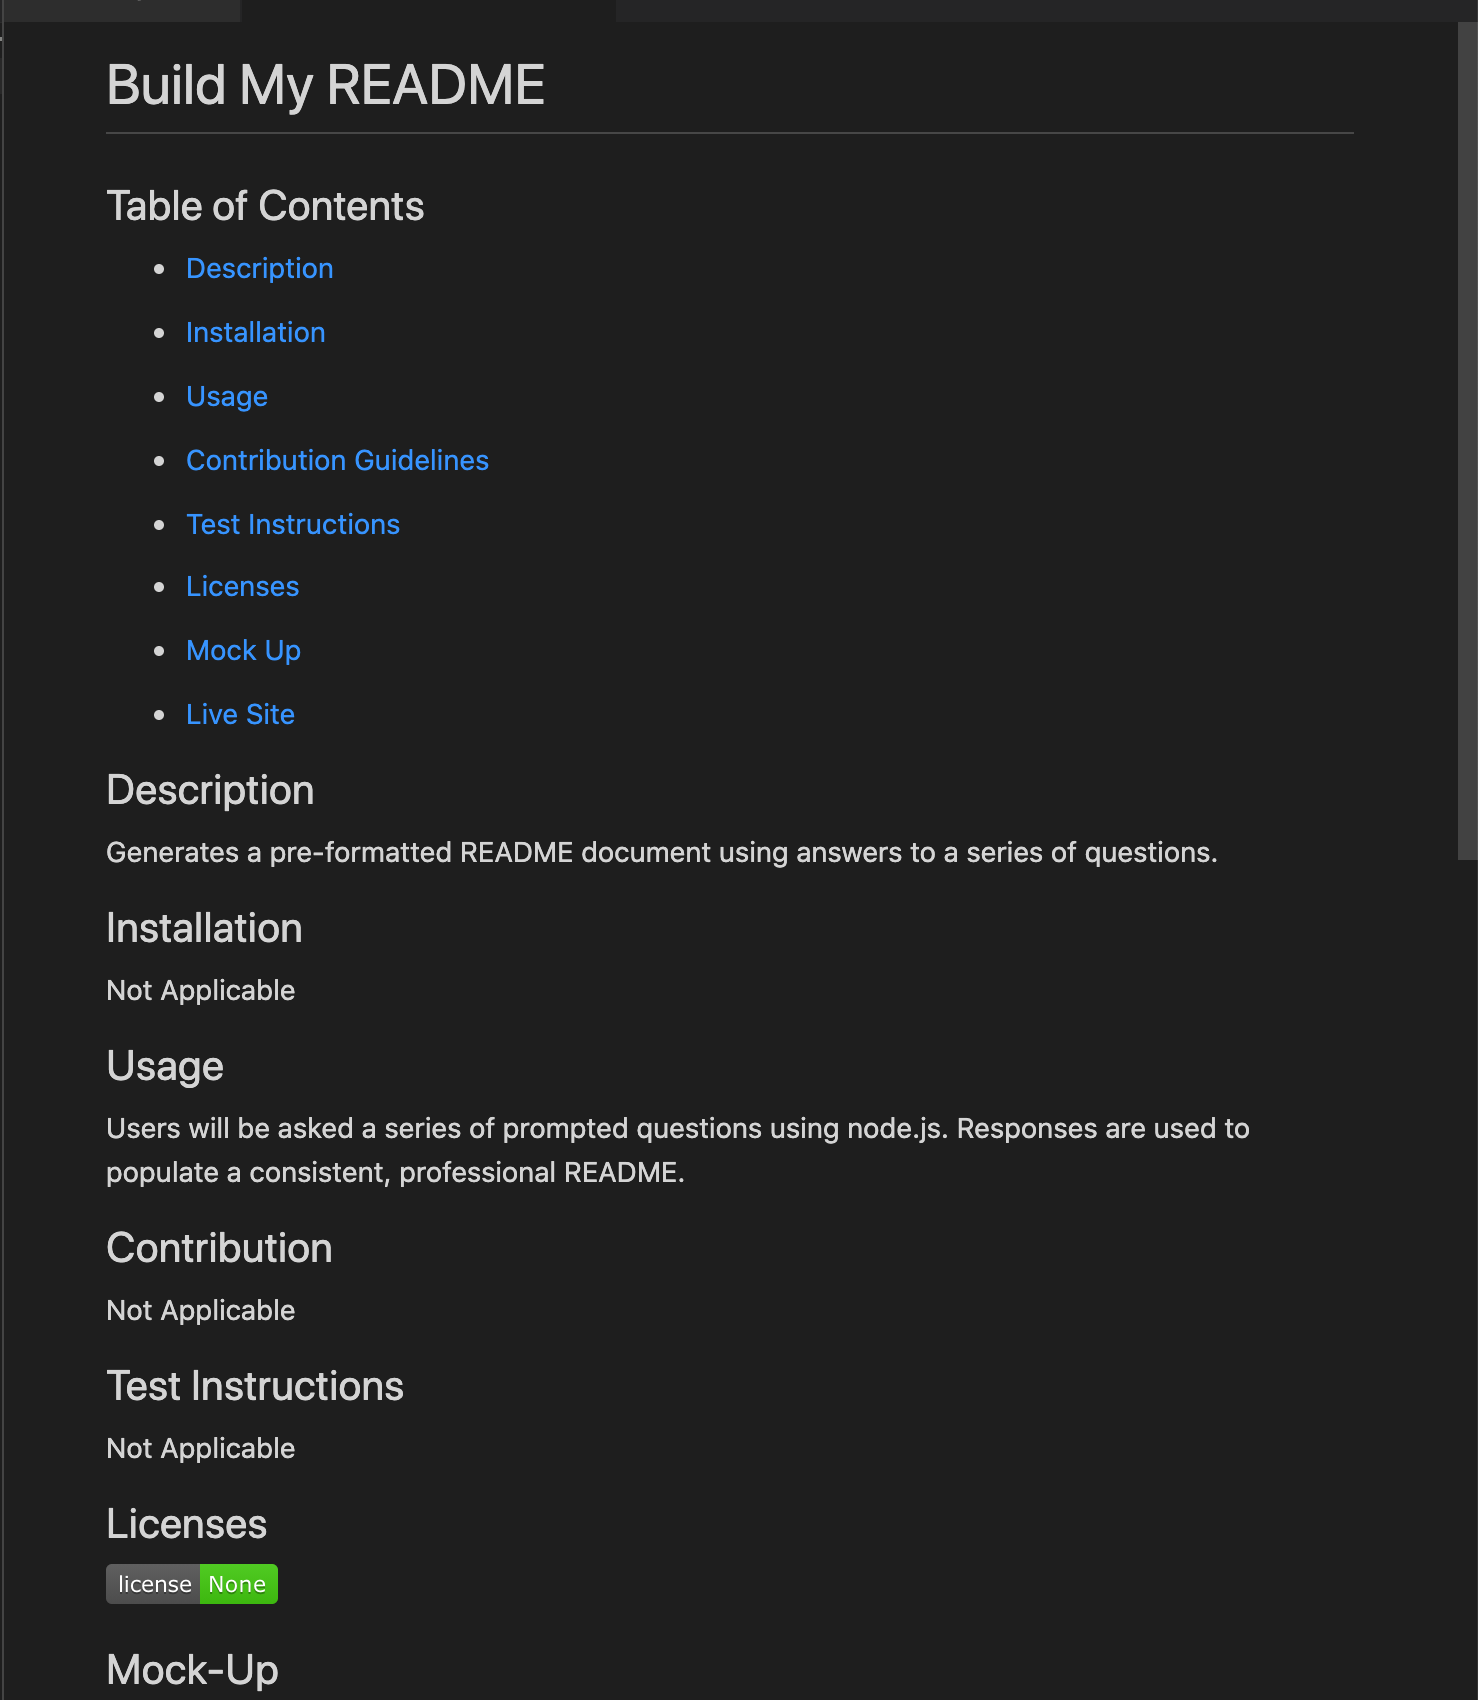 Build My README
Table of Contents
Description
Installation
Usage
Contribution Guidelines
Test Instructions
Licenses
Mock Up
Live Site
Description
Generates a pre-formatted README document using answers to a series of questions.
Installation
Not Applicable
Usage
Users will be asked a series of prompted questions using node.js. Responses are used to
populate a consistent, professional README.
Contribution
Not Applicable
Test Instructions
Not Applicable
Licenses
license None
Mock-Up